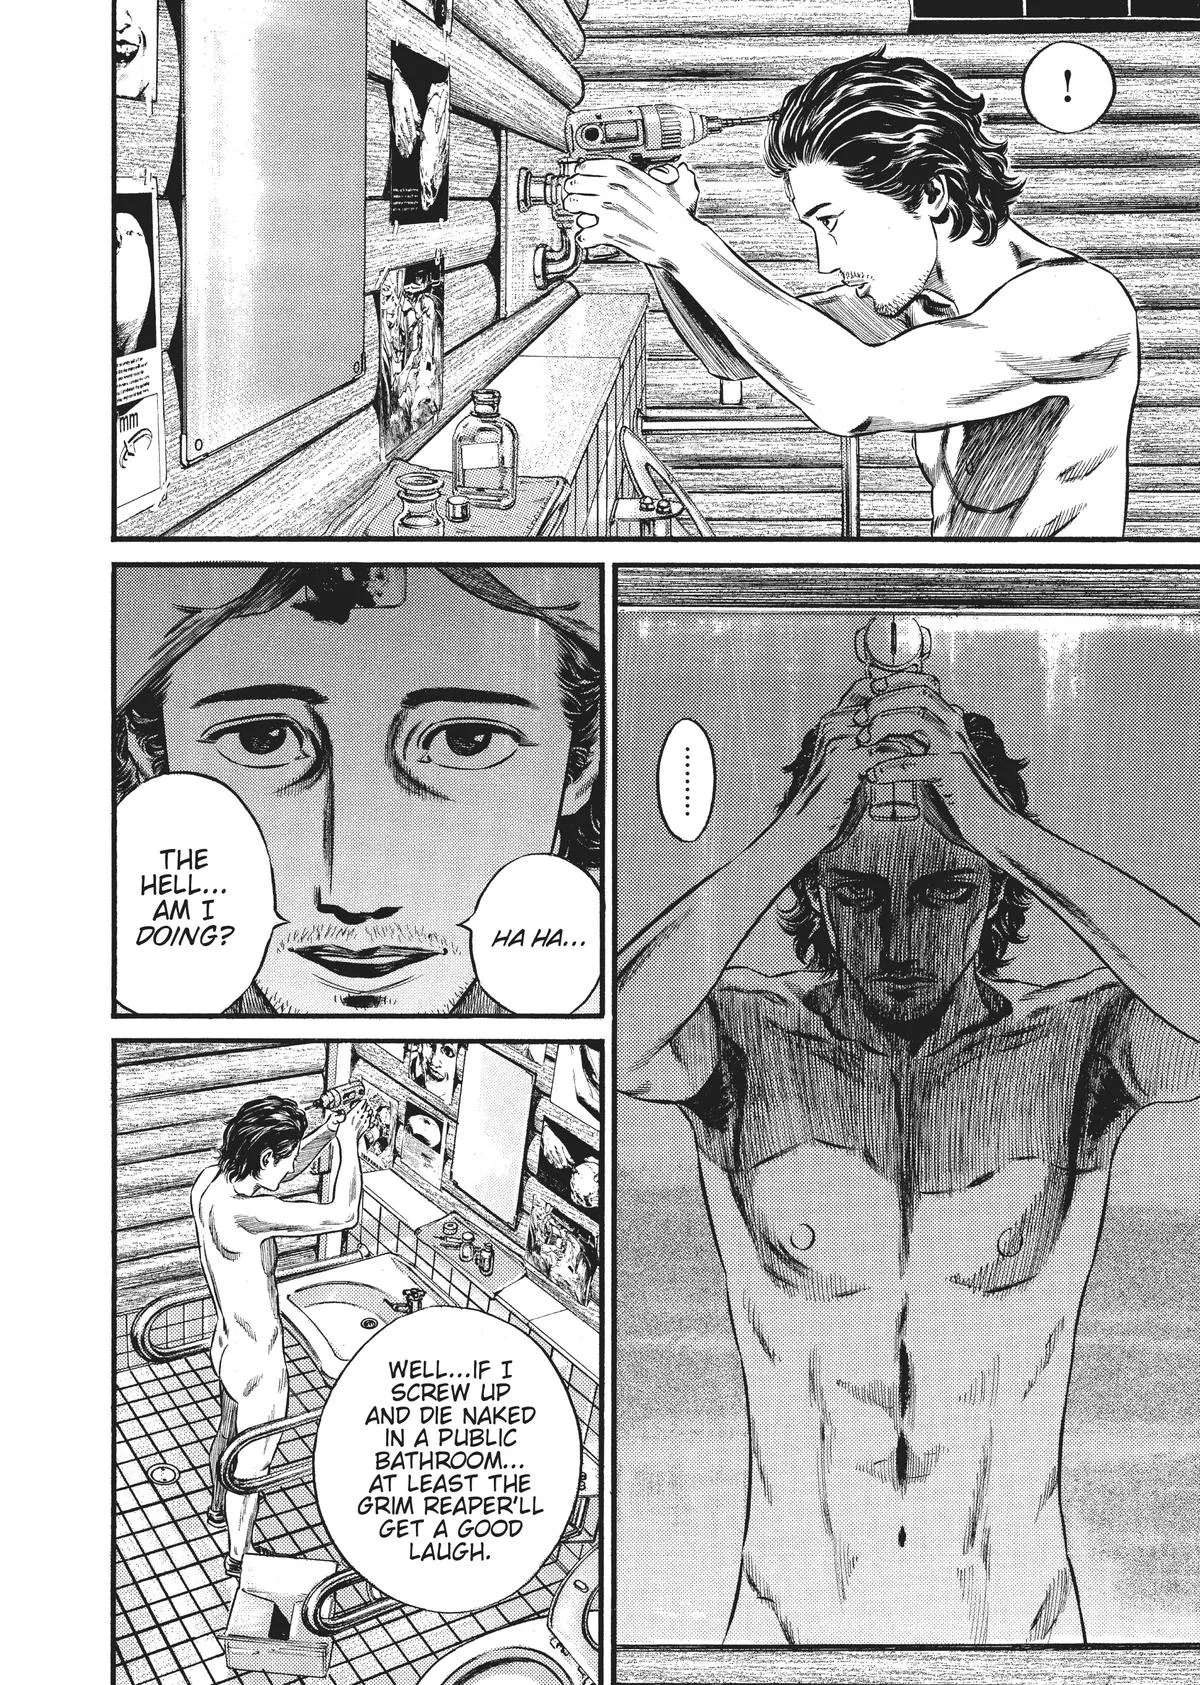 !
.........
HA HA...
THE
HELL...
AM I
DOING?
WELL...IF I
SCREW UP
AND DIE NAKED
IN A PUBLIC
BATHROOM...
AT LEAST THE
GRIM REAPER'LL
GET A GOOD
LAUGH.
mm